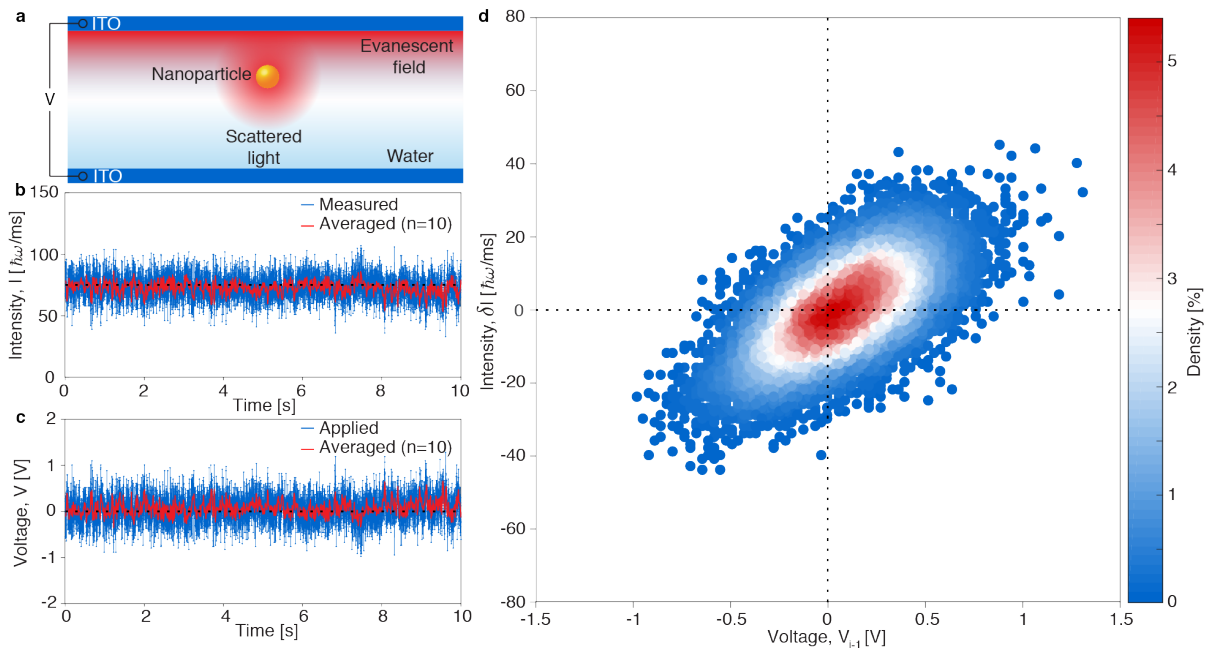 a
ITO
Evanescent
field
Nanoparticle
V
Scattered
light
Water
ITO
b
150
100
50
0
Intensity, I [ħω/ms]
Measured
Averaged (n=10)
0 2 4 6 8 10
Time [s]
c
2
1
0
-1
-2
Voltage, V [V]
Applied
Averaged (n=10)
0 2 4 6 8 10
Time [s]
d
80
60
40
20
0
-20
-40
-60
-80
Intensity, δI [ħω/ms]
-1.5 -1 -0.5 0 0.5 1 1.5
Voltage, V_{i-1} [V]
5
4
3
2
1
0
Density [%]